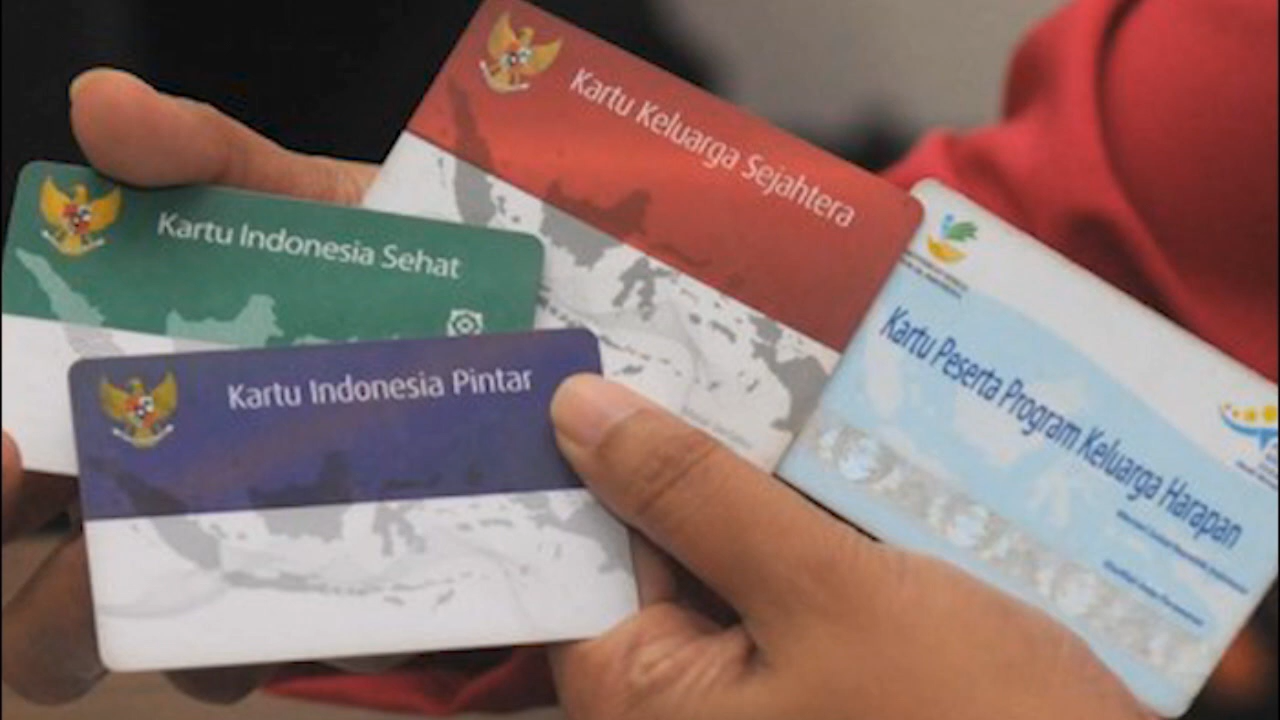 Kartu Keluarga Sejahtera
Kartu Indonesia Sehat
Kartu Indonesia Pintar
Kartu Peserta Program Keluarga Harapan